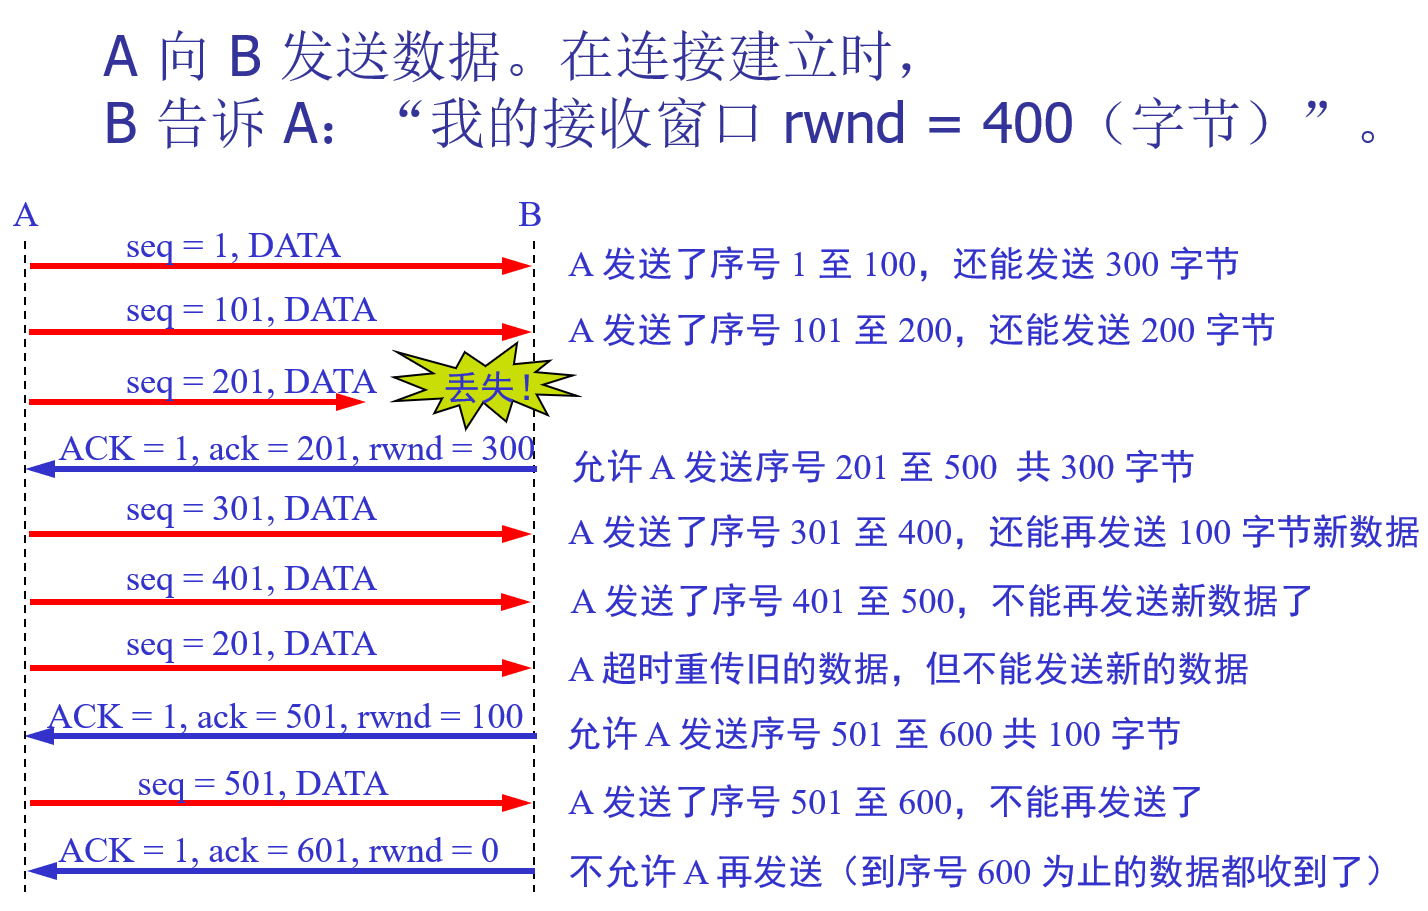 A 向 B 发送数据。在连接建立时，
B 告诉 A：“我的接收窗口 rwnd = 400（字节）”。
A
B
seq = 1, DATA
A 发送了序号 1 至 100，还能发送 300 字节
seq = 101, DATA
A 发送了序号 101 至 200，还能发送 200 字节
seq = 201, DATA
丢失！
ACK = 1, ack = 201, rwnd = 300
允许 A 发送序号 201 至 500 共 300 字节
seq = 301, DATA
A 发送了序号 301 至 400，还能再发送 100 字节新数据
seq = 401, DATA
A 发送了序号 401 至 500，不能再发送新数据了
seq = 201, DATA
A 超时重传旧的数据，但不能发送新的数据
ACK = 1, ack = 501, rwnd = 100
允许 A 发送序号 501 至 600 共 100 字节
seq = 501, DATA
A 发送了序号 501 至 600，不能再发送了
ACK = 1, ack = 601, rwnd = 0
不允许 A 再发送（到序号 600 为止的数据都收到了）